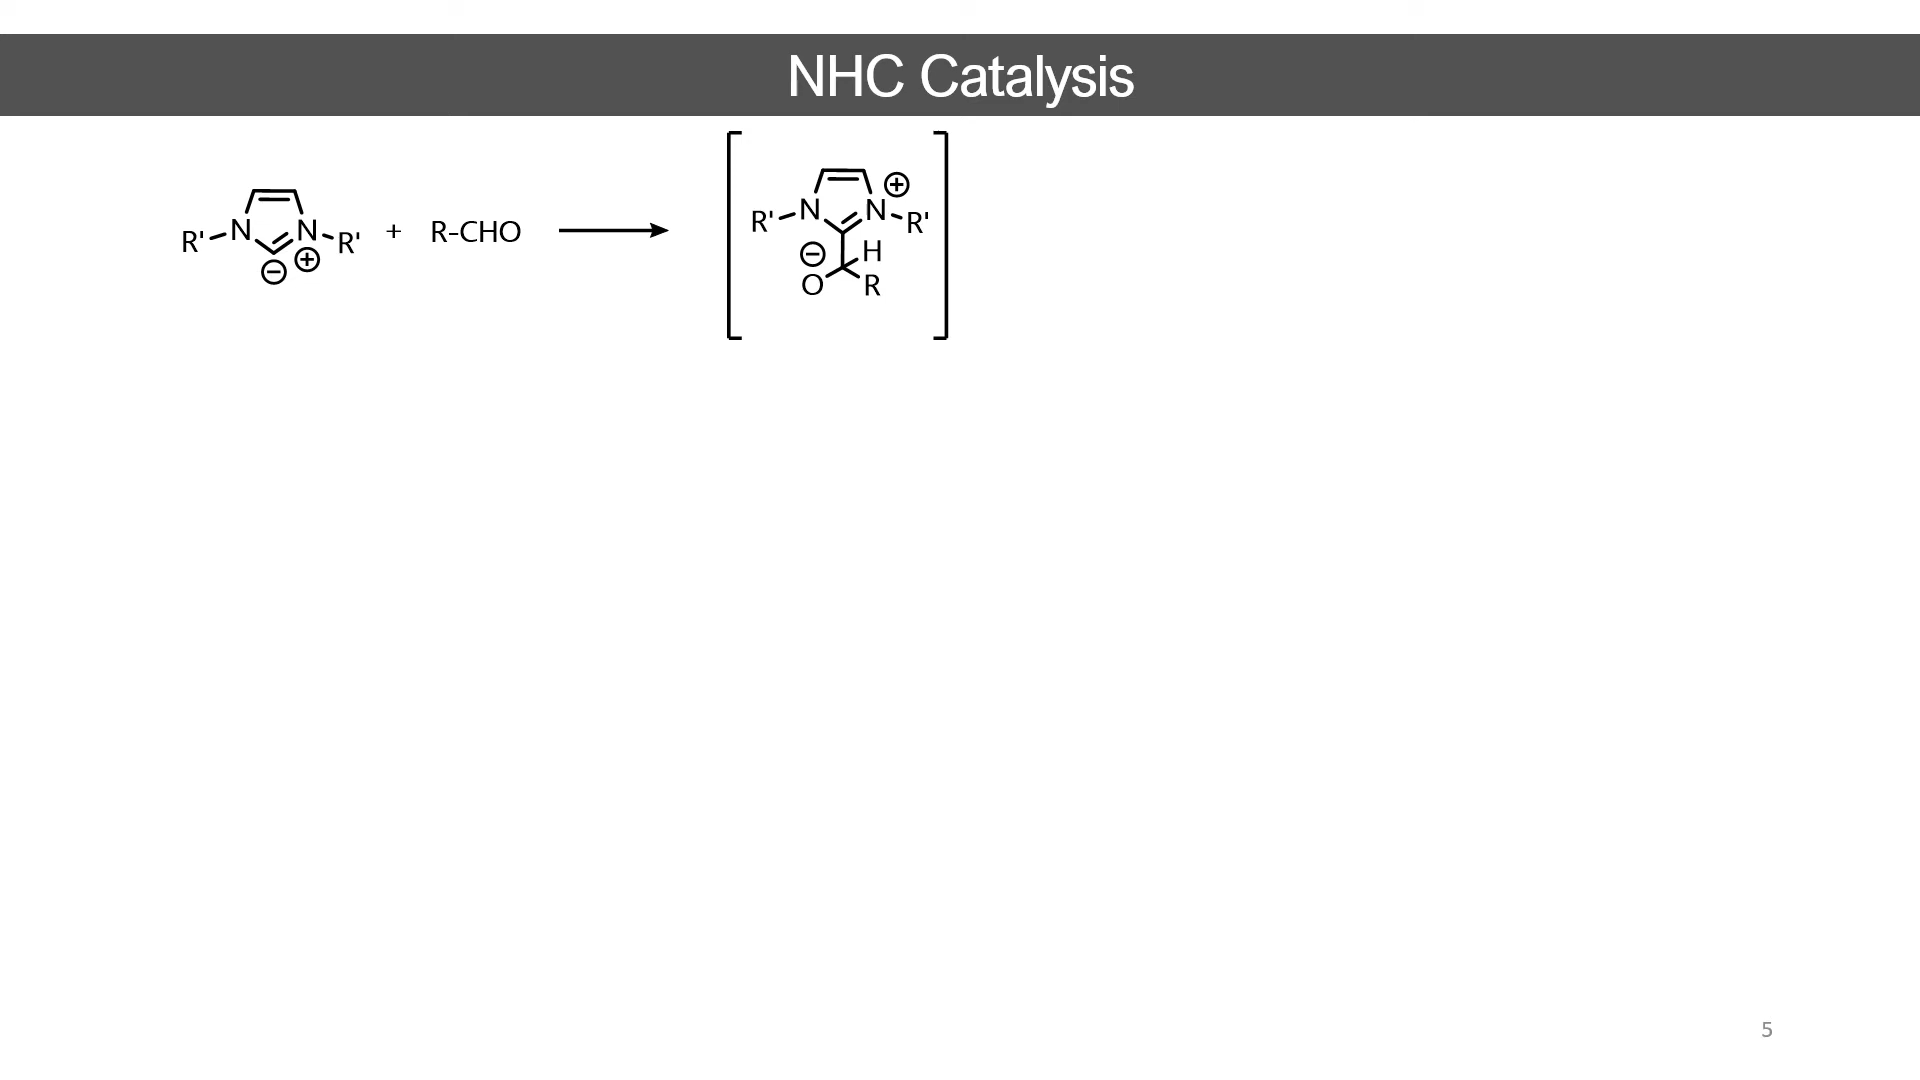 NHC Catalysis
R' N N R' ⊖ ⊕ + R-CHO
R' N N R' ⊕ ⊖ H O R
5